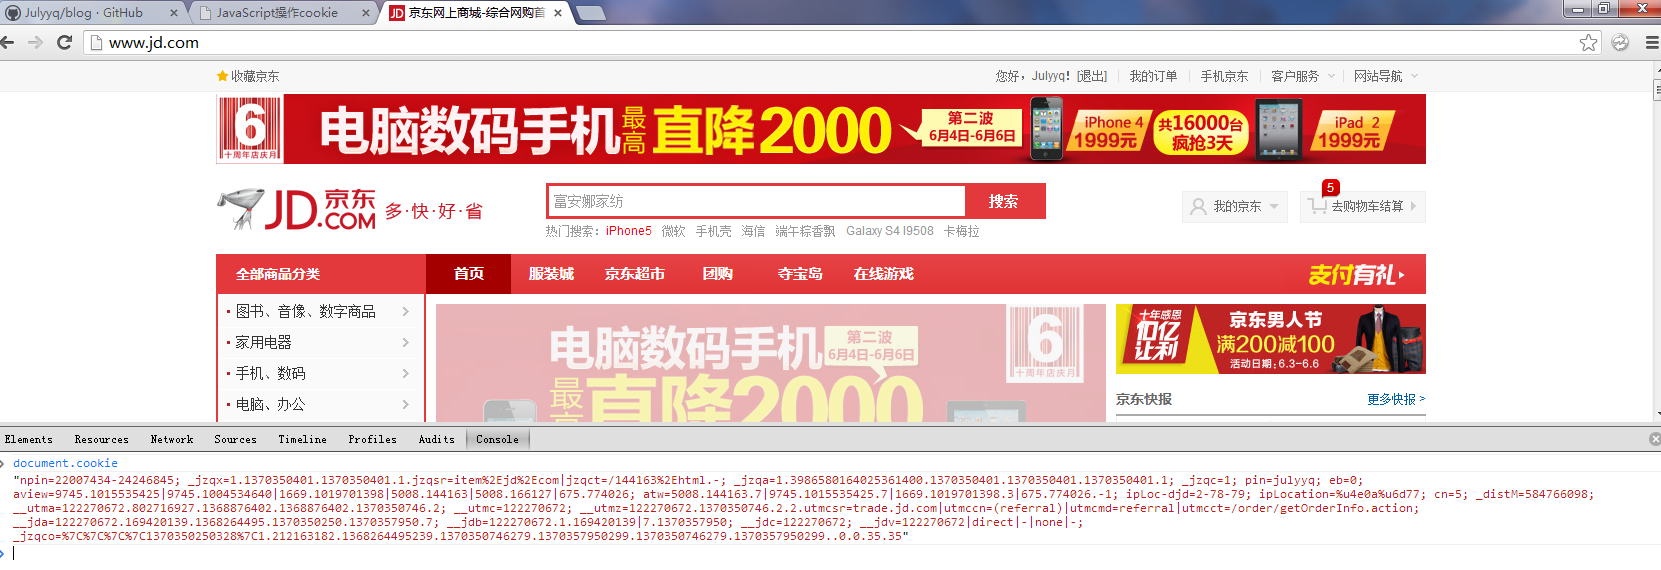 Julyyq/blog · GitHub
JavaScript操作cookie
JD 京东网上商城-综合网购首
www.jd.com
收藏京东
您好，Julyyq！[退出] 我的订单 手机京东 客户服务 网站导航
6 十周年店庆月
电脑数码手机 最高 直降2000
第二波 6月4日-6月6日
iPhone 4 1999元
共16000台 疯抢3天
iPad 2 1999元
JD.COM 京东 多·快·好·省
富安娜家纺 搜索
我的京东
5 去购物车结算
热门搜索： iPhone5 微软 手机壳 海信 端午粽香飘 Galaxy S4 I9508 卡梅拉
全部商品分类 首页 服装城 京东超市 团购 夺宝岛 在线游戏 支付有礼
图书、音像、数字商品
家用电器
手机、数码
电脑、办公
电脑数码手机 第二波 6月4日-6月6日
最高 直降2000
6 十周年店庆月
十年感恩 10亿让利
京东男人节
满200减100
活动日期：6.3-6.6
京东快报 更多快报 >
Elements Resources Network Sources Timeline Profiles Audits Console
document.cookie
"npin=22007434-24246845; _jzqx=1.1370350401.1370350401.1.jzqsr=item%2Ejd%2Ecom|jzqct=/144163%2Ehtml.-; _jzqa=1.3986580164025361400.1370350401.1370350401.1370350401.1; _jzqc=1; pin=julyyq; eb=0;
aview=9745.1015535425|9745.1004534640|1669.1019701398|5008.144163|5008.166127|675.774026; atw=5008.144163.7|9745.1015535425.7|1669.1019701398.3|675.774026.-1; ipLoc-djd=2-78-79; ipLocation=%u4e0a%u6d77; cn=5; _distM=584766098;
__utma=122270672.802716927.1368876402.1368876402.1370350746.2; __utmc=122270672; __utmz=122270672.1370350746.2.2.utmcsr=trade.jd.com|utmccn=(referral)|utmcmd=referral|utmcct=/order/getOrderInfo.action;
__jda=122270672.169420139.1368264495.1370350250.1370357950.7; __jdb=122270672.1.169420139|7.1370357950; __jdc=122270672; __jdv=122270672|direct|-|none|-;
_jzqco=%7C%7C%7C%7C1370350250328%7C1.212163182.1368264495239.1370350746279.1370357950299.1370350746279.1370357950299..0.0.35.35"